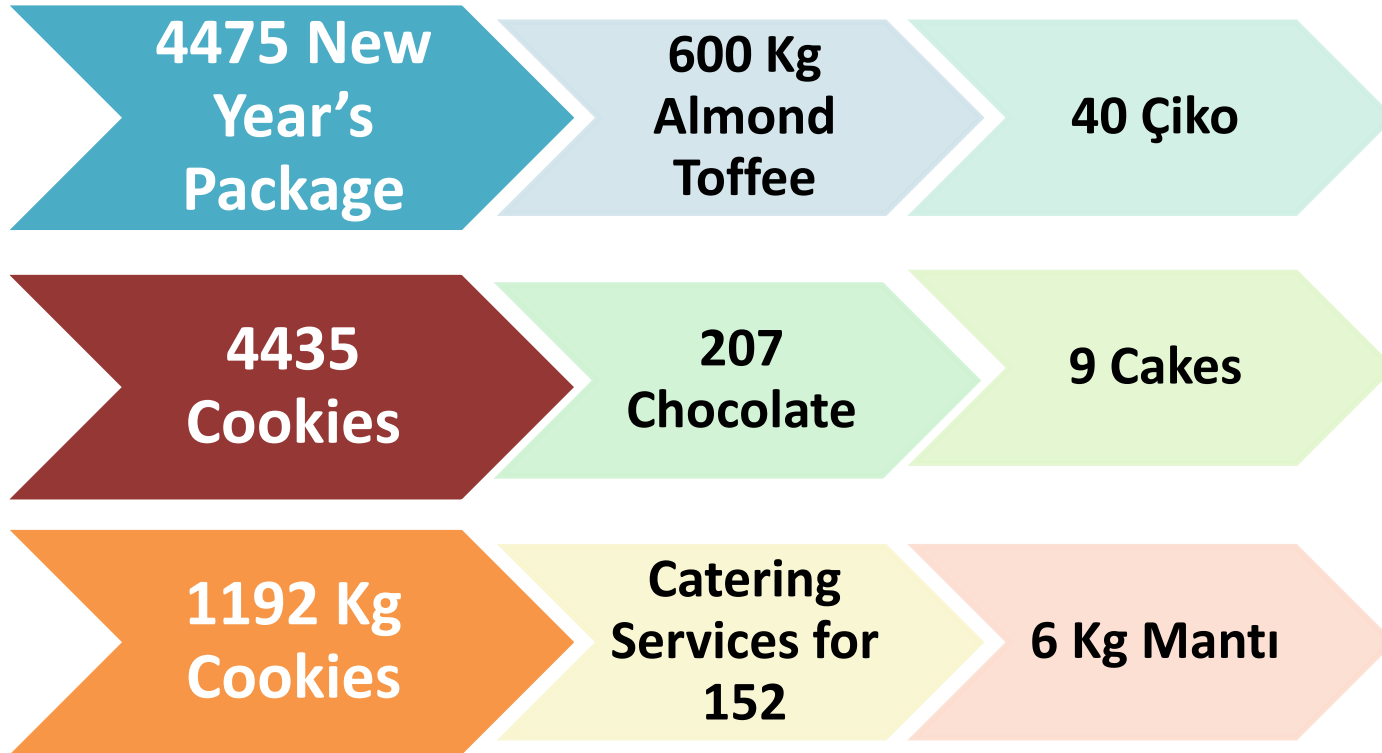 4475 New
Year’s
Package
600 Kg
Almond
Toffee
40 Çiko
4435
Cookies
207
Chocolate
9 Cakes
1192 Kg
Cookies
Catering
Services for
152
6 Kg Mantı